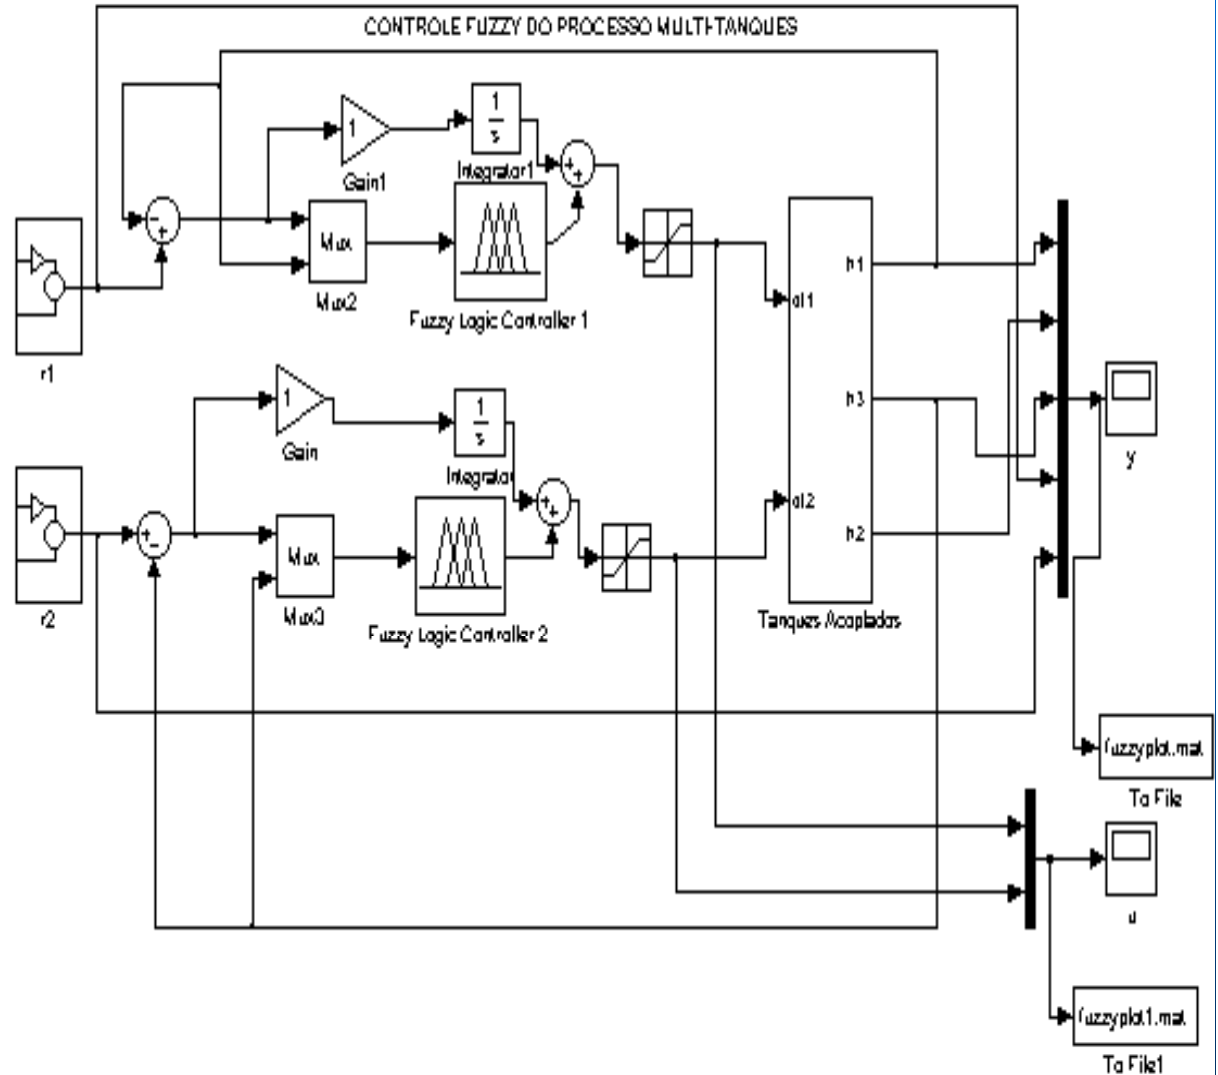 CONTROLE FUZZY DO PROCESSO MULTI-TANQUES
1
Gain1
1
s
Integrator1
+
+
-
+
Mux
Mux2
Fuzzy Logic Controller 1
r1
h1
h3
h2
Tanques Acoplados
1
Gain
1
s
Integrator
+
+
+
-
Mux
Mux3
Fuzzy Logic Controller 2
r2
y
fuzzyplot.mat
To File
u
fuzzyplot1.mat
To File1